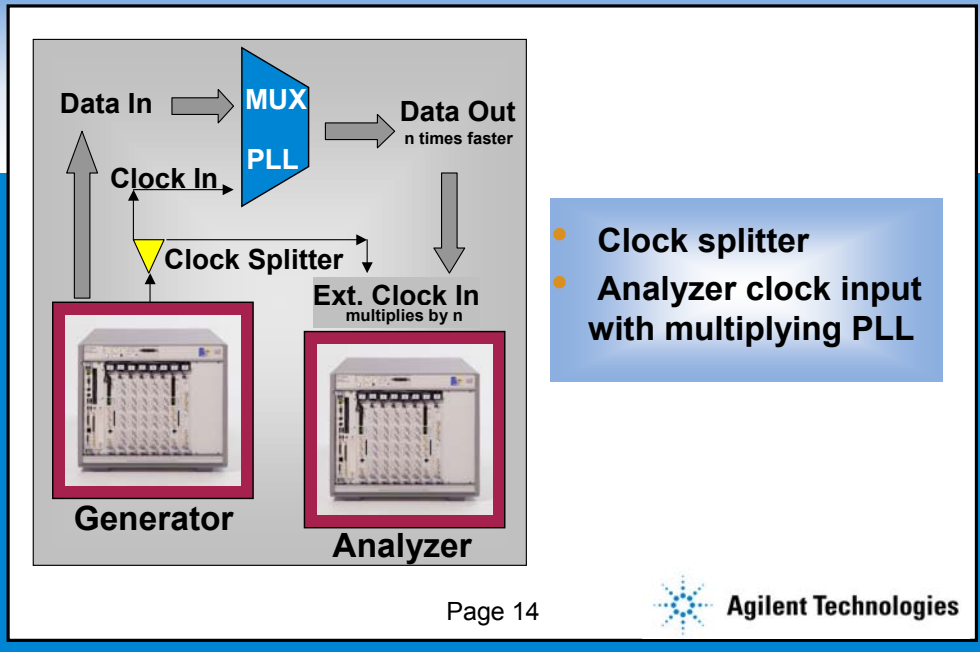 Data In
MUX
PLL
Data Out
n times faster
Clock In
Clock Splitter
Ext. Clock In
multiplies by n
Generator
Analyzer
• Clock splitter
• Analyzer clock input
with multiplying PLL
Page 14
Agilent Technologies